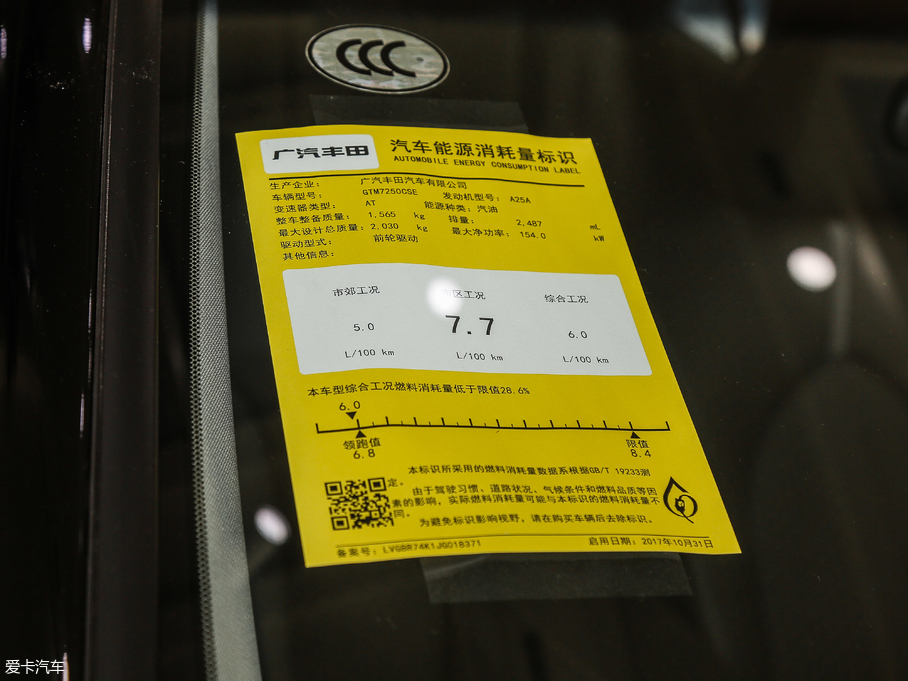 CCC
广汽丰田
汽车能源消耗量标识
AUTOMOBILE ENERGY CONSUMPTION LABEL
生产企业: 广汽丰田汽车有限公司
车辆型号: GTM7250CSE 发动机型号: A25A
变速器类型: AT 能源种类: 汽油
整车整备质量: 1,565 kg 排量: 2,487 mL
最大设计总质量: 2,030 kg 最大净功率: 154.0 kW
驱动型式: 前轮驱动
其他信息:
市郊工况 区工况 综合工况
5.0 7.7 6.0
L/100 km L/100 km L/100 km
本车型综合工况燃料消耗量低于限值28.6%
6.0
领跑值 限值
6.8 8.4
本标识所采用的燃料消耗量数据系根据GB/T 19233测
定。
由于驾驶习惯、道路状况、气候条件和燃料品质等因
素的影响，实际燃料消耗量可能与本标识的燃料消耗量不
同。
为避免标识影响视野，请在购买车辆后去除标识。
备案号: LVGBR74K1JG018371 启用日期: 2017年10月31日
爱卡汽车